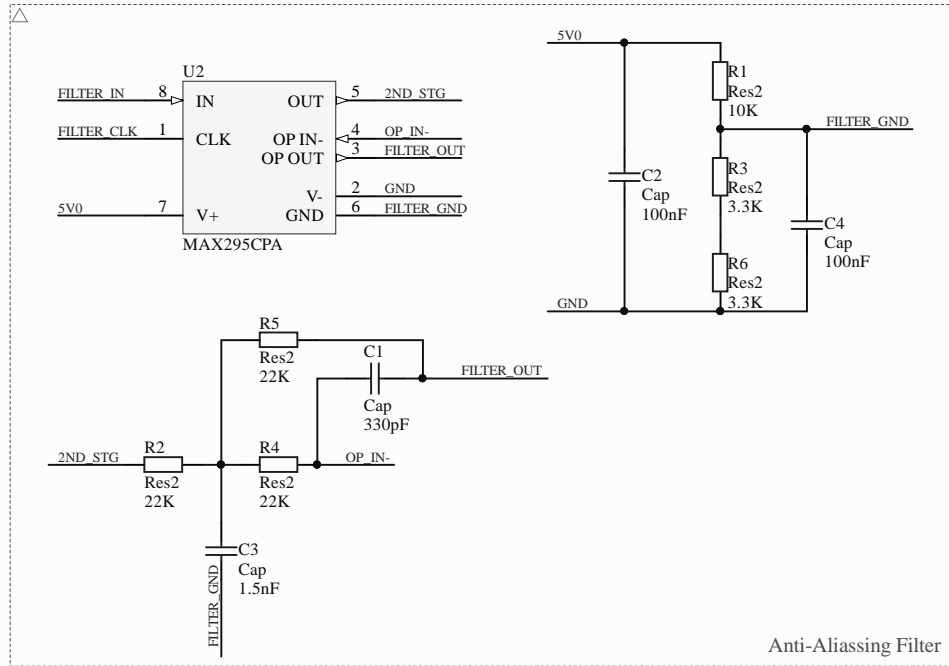 U2
FILTER_IN 8 IN OUT 5 2ND_STG
FILTER_CLK 1 CLK OP IN- 4 OP_IN-
OP OUT 3 FILTER_OUT
V- 2 GND
5V0 7 V+ GND 6 FILTER_GND
MAX295CPA
5V0
R1
Res2
10K
FILTER_GND
C2
Cap
100nF
R3
Res2
3.3K
C4
Cap
100nF
R6
Res2
3.3K
GND
R5
Res2
22K
C1
Cap
330pF
FILTER_OUT
2ND_STG
R2
Res2
22K
R4
Res2
22K
OP_IN-
C3
Cap
1.5nF
FILTER_GND
Anti-Aliassing Filter